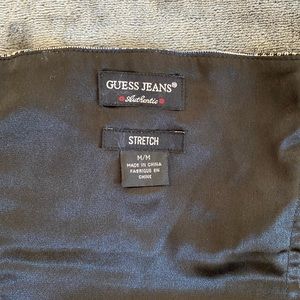 GUESS JEANS®
Authentic
STRETCH
M/M
MADE IN CHINA
FABRIQUE EN
CHINE